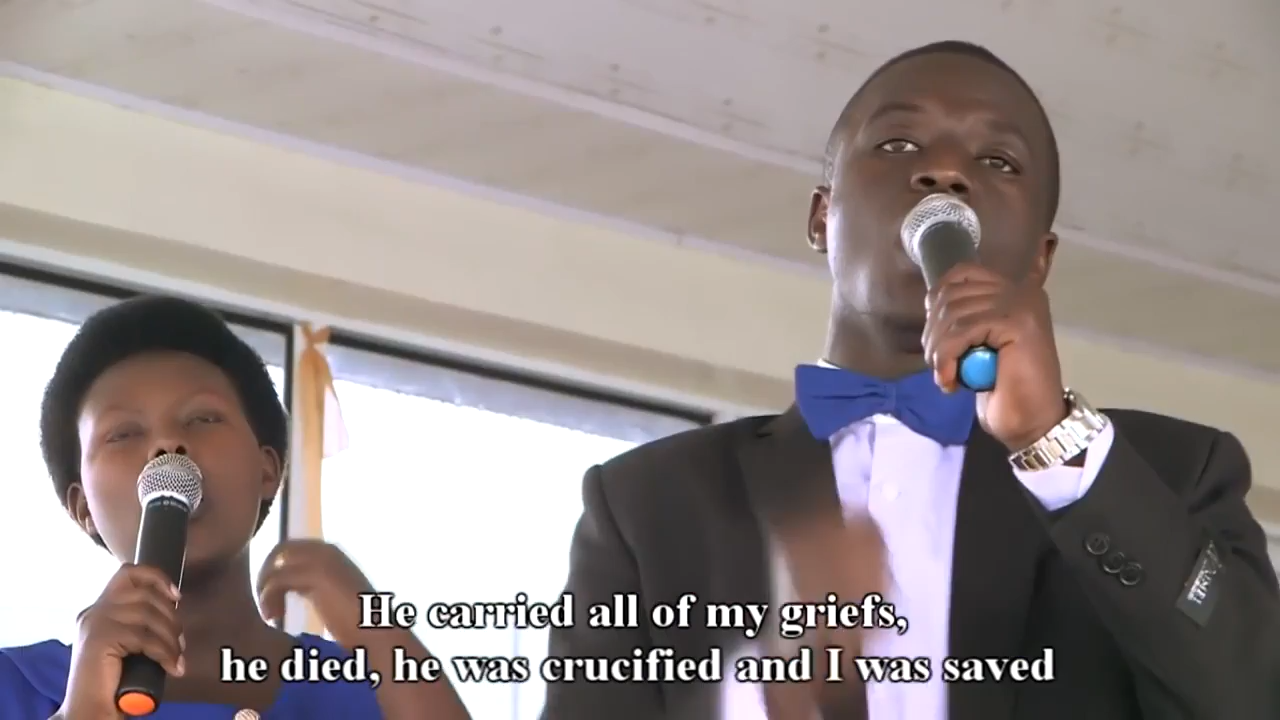 He carried all of my griefs,
he died, he was crucified and I was saved